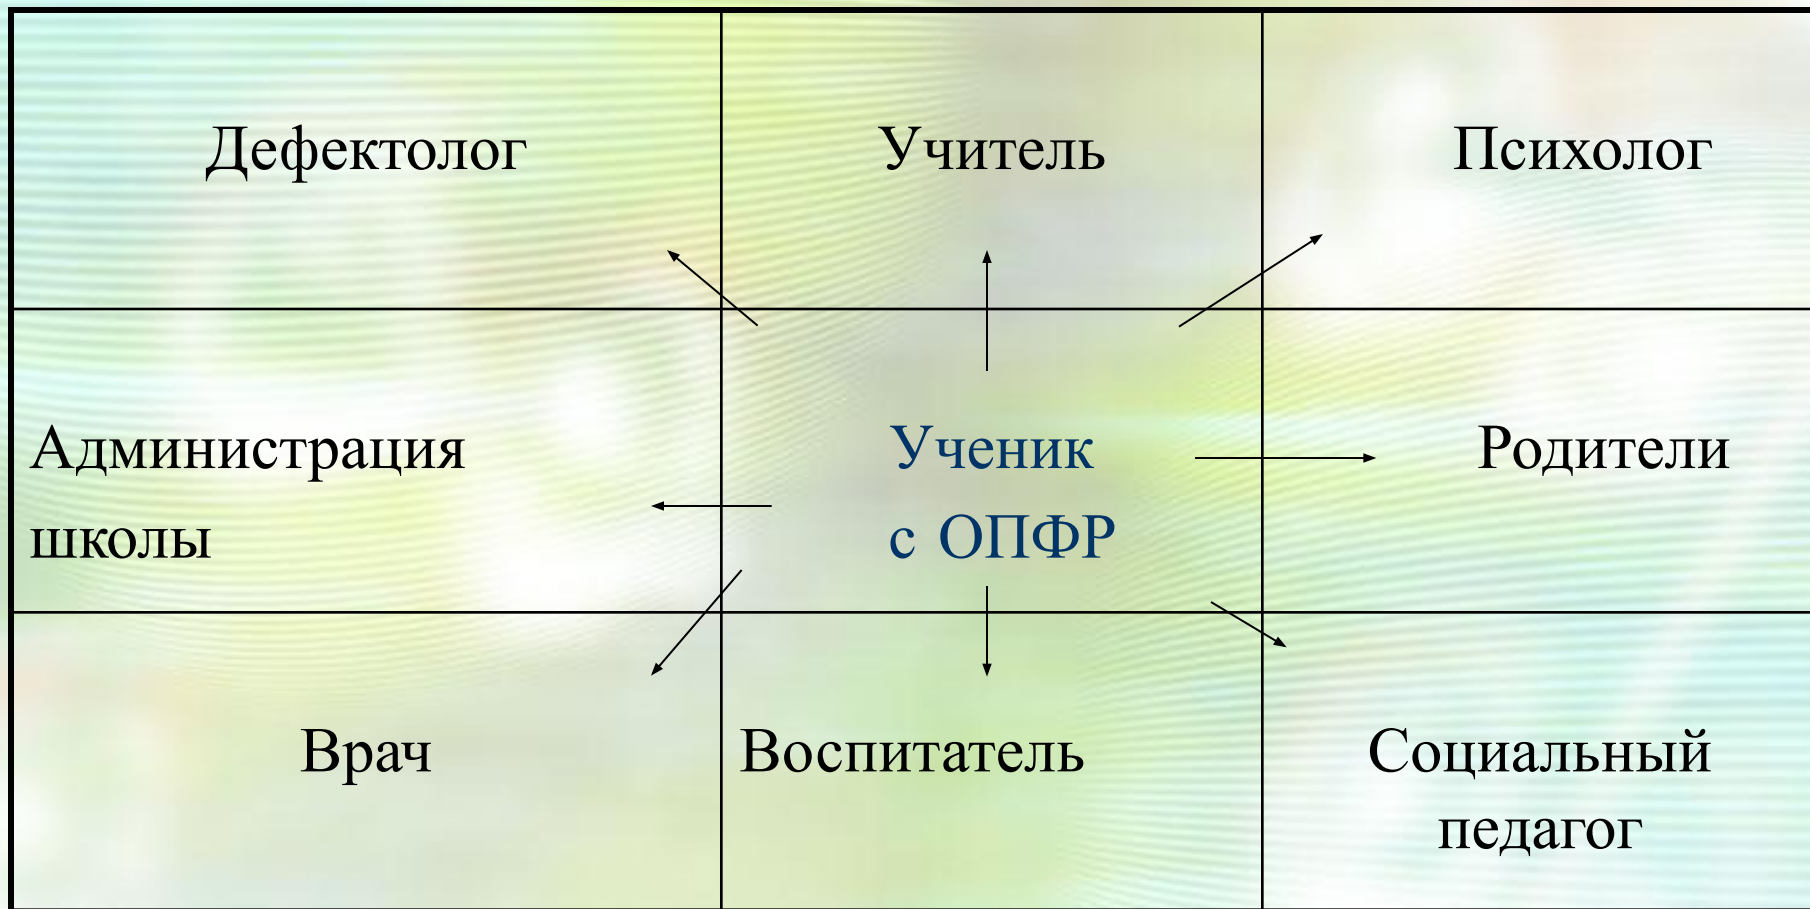 Дефектолог
Учитель
Психолог
Администрация
школы
Ученик
с ОПФР
Родители
Врач
Воспитатель
Социальный
педагог